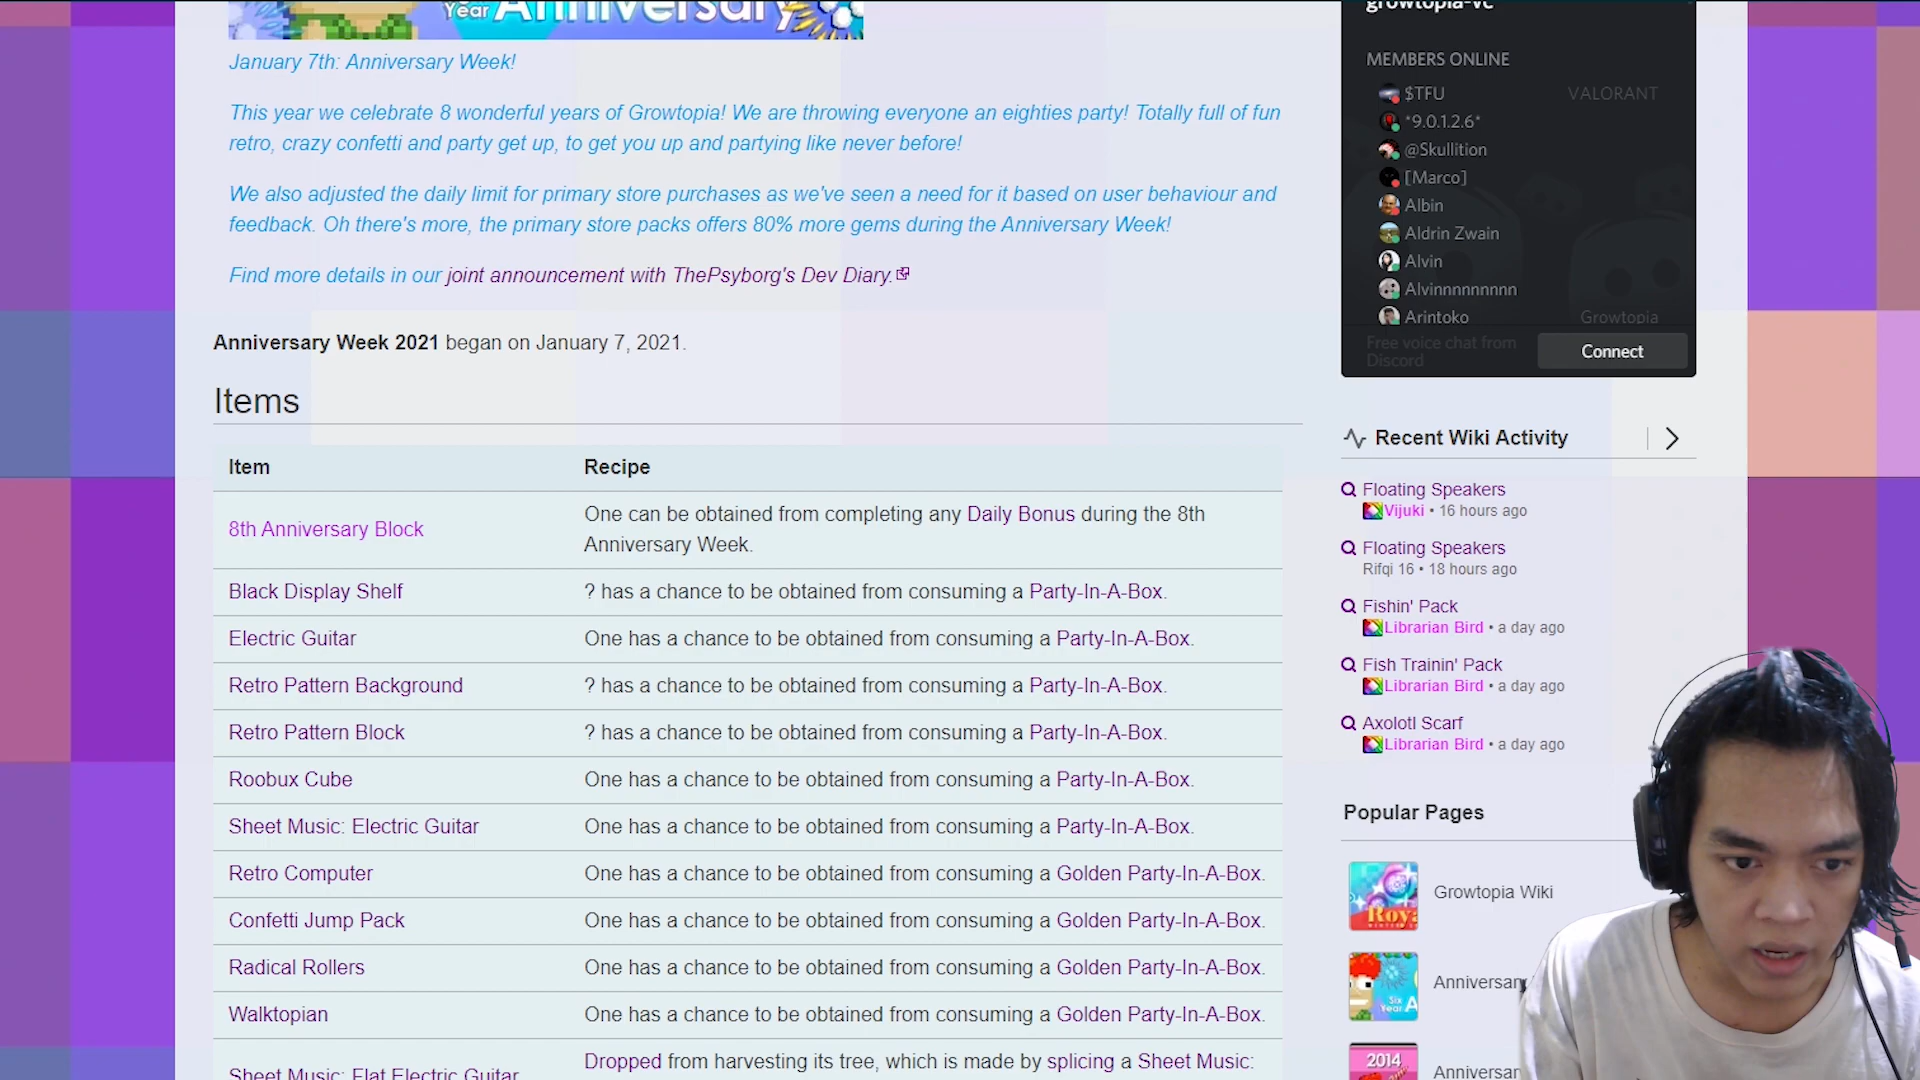 Year Anniversary
January 7th: Anniversary Week!
This year we celebrate 8 wonderful years of Growtopia! We are throwing everyone an eighties party! Totally full of fun
retro, crazy confetti and party get up, to get you up and partying like never before!
We also adjusted the daily limit for primary store purchases as we've seen a need for it based on user behaviour and
feedback. Oh there's more, the primary store packs offers 80% more gems during the Anniversary Week!
Find more details in our joint announcement with ThePsyborg's Dev Diary.
Anniversary Week 2021 began on January 7, 2021.
Items
Item Recipe
8th Anniversary Block
One can be obtained from completing any Daily Bonus during the 8th
Anniversary Week.
Black Display Shelf ? has a chance to be obtained from consuming a Party-In-A-Box.
Electric Guitar One has a chance to be obtained from consuming a Party-In-A-Box.
Retro Pattern Background ? has a chance to be obtained from consuming a Party-In-A-Box.
Retro Pattern Block ? has a chance to be obtained from consuming a Party-In-A-Box.
Roobux Cube One has a chance to be obtained from consuming a Party-In-A-Box.
Sheet Music: Electric Guitar One has a chance to be obtained from consuming a Party-In-A-Box.
Retro Computer One has a chance to be obtained from consuming a Golden Party-In-A-Box.
Confetti Jump Pack One has a chance to be obtained from consuming a Golden Party-In-A-Box.
Radical Rollers One has a chance to be obtained from consuming a Golden Party-In-A-Box.
Walktopian One has a chance to be obtained from consuming a Golden Party-In-A-Box.
Sheet Music: Flat Electric Guitar
Dropped from harvesting its tree, which is made by splicing a Sheet Music:
growtopia-vc
MEMBERS ONLINE
$TFU VALORANT
*9.0.1.2.6*
@Skullition
[Marco]
Albin
Aldrin Zwain
Alvin
Alvinnnnnnnnn
Arintoko Growtopia
Free voice chat from
Discord
Connect
Recent Wiki Activity
Floating Speakers
Vijuki • 16 hours ago
Floating Speakers
Rifqi 16 • 18 hours ago
Fishin' Pack
Librarian Bird • a day ago
Fish Trainin' Pack
Librarian Bird • a day ago
Axolotl Scarf
Librarian Bird • a day ago
Popular Pages
Roya
Growtopia Wiki
Six
Year A
Anniversary
2014
Anniversar